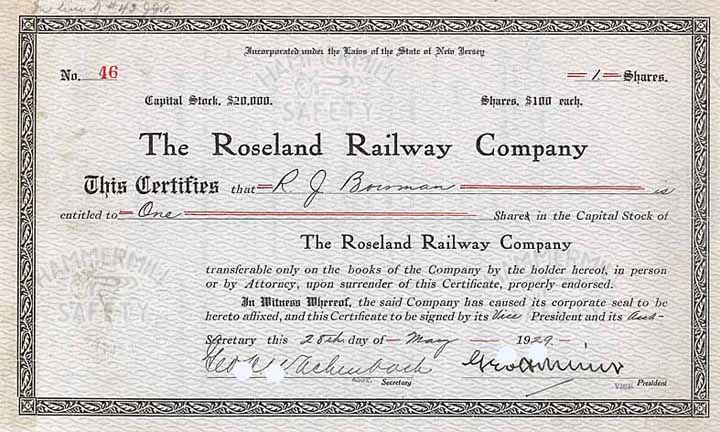 Incorporated under the Laws of the State of New Jersey
No. 46 1 Shares.
Capital Stock, $20,000. Shares, $100 each.
HAMMERMILL SAFETY
The Roseland Railway Company
This Certifies that R. J. Bowman is
entitled to One Shares in the Capital Stock of
The Roseland Railway Company
HAMMERMILL SAFETY
transferable only on the books of the Company by the holder hereof, in person
or by Attorney, upon surrender of this Certificate, properly endorsed.
In Witness Whereof, the said Company has caused its corporate seal to be
hereto affixed, and this Certificate to be signed by its Vice President and its Asst-
Secretary this 28th day of May 1929
Secretary VICE President